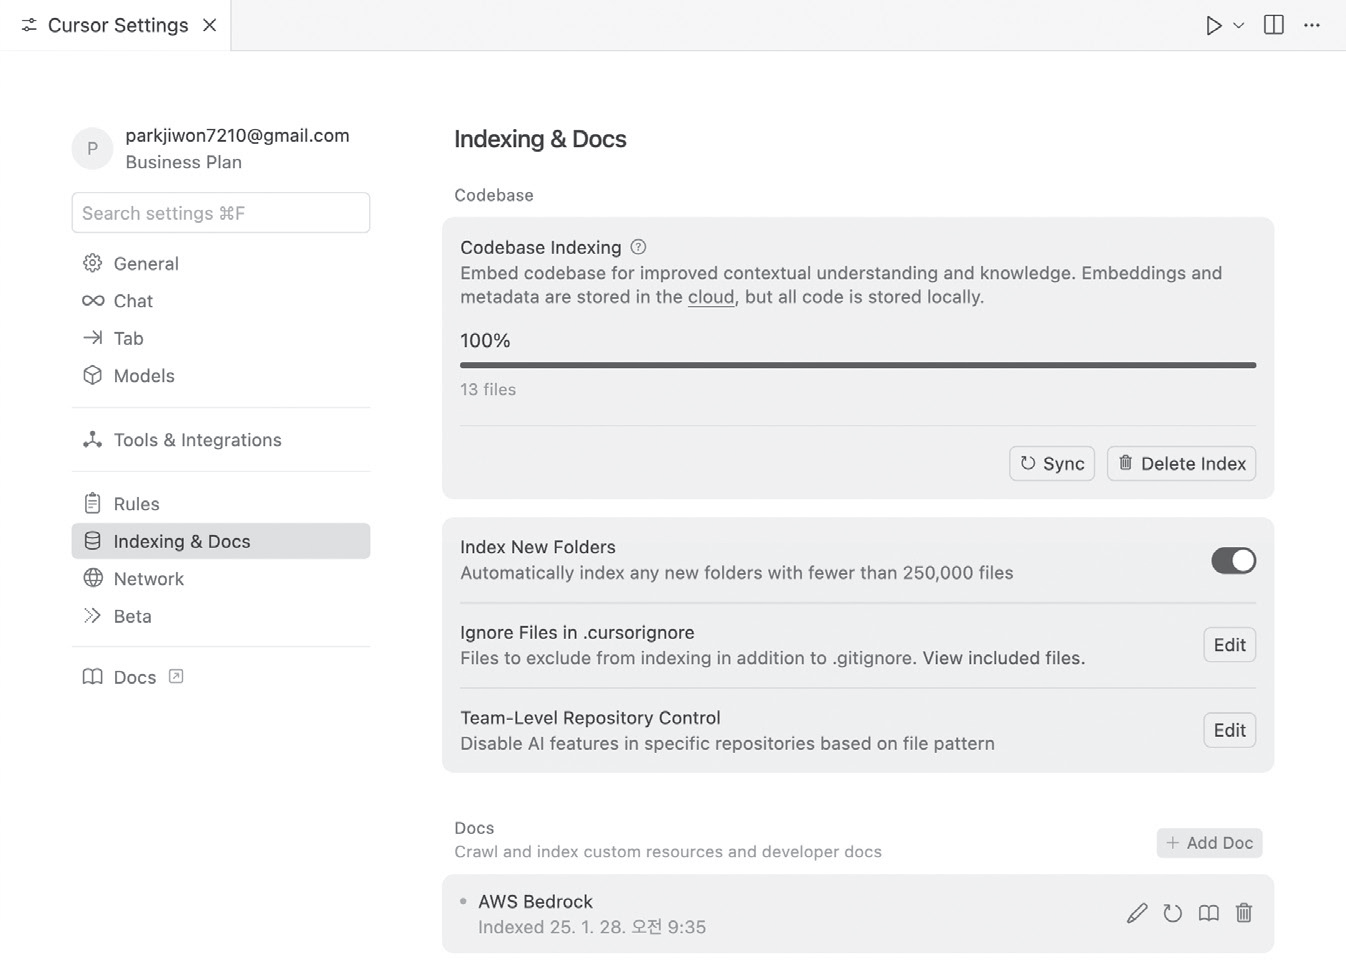 Cursor Settings
parkjiwon7210@gmail.com
Business Plan
P
Search settings ⌘F
General
Chat
Tab
Models
Tools & Integrations
Rules
Indexing & Docs
Network
Beta
Docs
Indexing & Docs
Codebase
Codebase Indexing
Embed codebase for improved contextual understanding and knowledge. Embeddings and
metadata are stored in the cloud, but all code is stored locally.
100%
13 files
Sync
Delete Index
Index New Folders
Automatically index any new folders with fewer than 250,000 files
Ignore Files in .cursorignore
Files to exclude from indexing in addition to .gitignore. View included files.
Edit
Team-Level Repository Control
Disable AI features in specific repositories based on file pattern
Edit
Docs
Crawl and index custom resources and developer docs
+ Add Doc
AWS Bedrock
Indexed 25. 1. 28. 오전 9:35